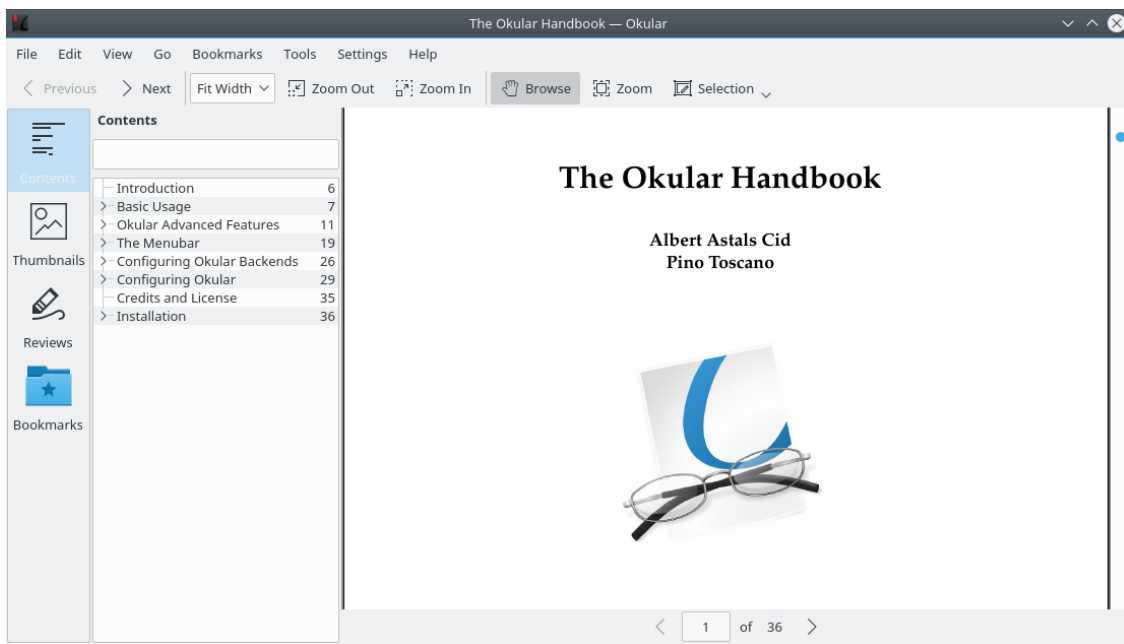 The Okular Handbook — Okular
File Edit View Go Bookmarks Tools Settings Help
Previous Next Fit Width Zoom Out Zoom In Browse Zoom Selection
Contents
Contents
Thumbnails
Reviews
Bookmarks
Introduction 6
Basic Usage 7
Okular Advanced Features 11
The Menubar 19
Configuring Okular Backends 26
Configuring Okular 29
Credits and License 35
Installation 36
The Okular Handbook
Albert Astals Cid
Pino Toscano
1 of 36